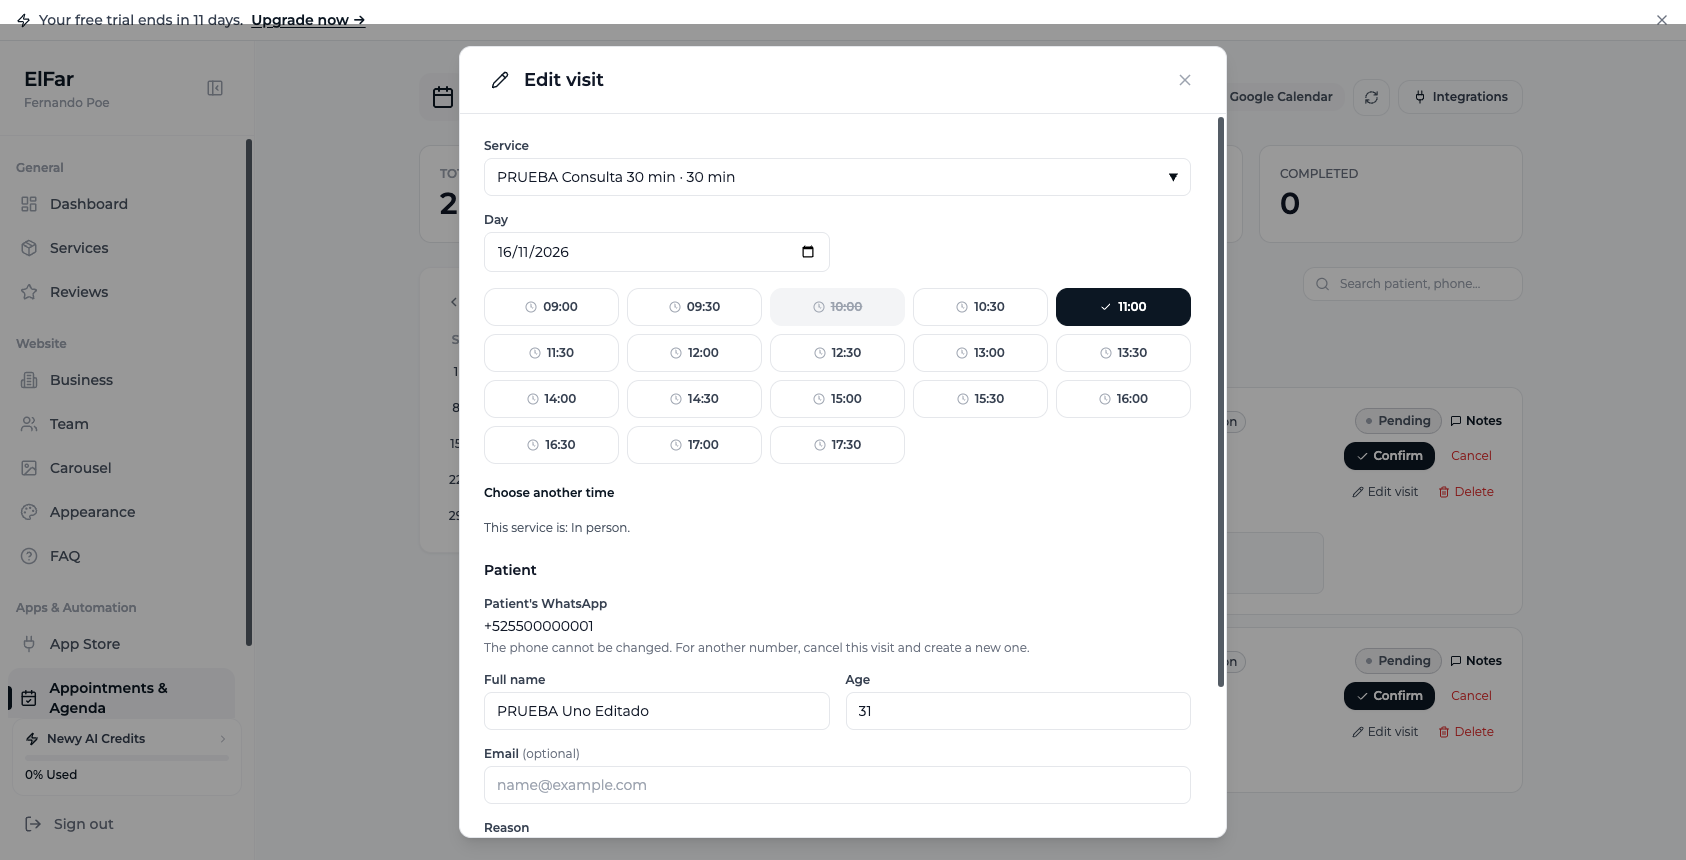 Your free trial ends in 11 days. Upgrade now →
ElFar
Fernando Poe
General
Dashboard
Services
Reviews
Website
Business
Team
Carousel
Appearance
FAQ
Apps & Automation
App Store
Appointments &
Agenda
Newy AI Credits
0% Used
Sign out
Google Calendar
Integrations
COMPLETED
0
Search patient, phone...
Edit visit
Service
PRUEBA Consulta 30 min · 30 min
Day
16/11/2026
09:00 09:30 10:00 10:30 11:00
11:30 12:00 12:30 13:00 13:30
14:00 14:30 15:00 15:30 16:00
16:30 17:00 17:30
Choose another time
This service is: In person.
Patient
Patient's WhatsApp
+525500000001
The phone cannot be changed. For another number, cancel this visit and create a new one.
Full name Age
PRUEBA Uno Editado 31
Email (optional)
name@example.com
Reason
Pending Notes
Confirm Cancel
Edit visit Delete
Pending Notes
Confirm Cancel
Edit visit Delete